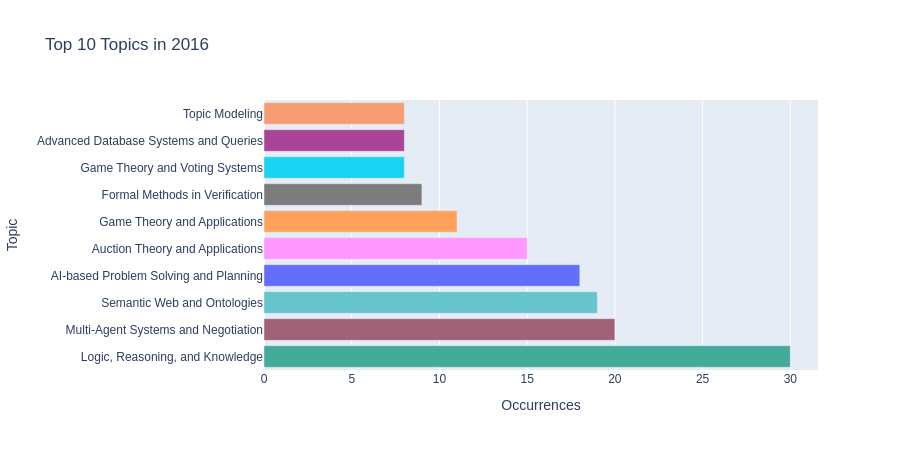 Top 10 Topics in 2016
Topic
Topic Modeling
Advanced Database Systems and Queries
Game Theory and Voting Systems
Formal Methods in Verification
Game Theory and Applications
Auction Theory and Applications
AI-based Problem Solving and Planning
Semantic Web and Ontologies
Multi-Agent Systems and Negotiation
Logic, Reasoning, and Knowledge
0 5 10 15 20 25 30
Occurrences